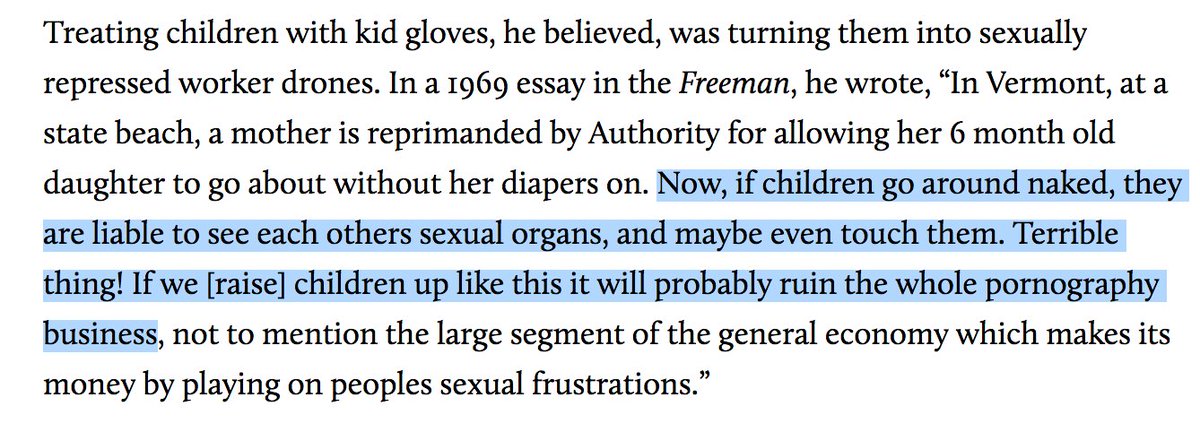 Treating children with kid gloves, he believed, was turning them into sexually
repressed worker drones. In a 1969 essay in the Freeman, he wrote, “In Vermont, at a
state beach, a mother is reprimanded by Authority for allowing her 6 month old
daughter to go about without her diapers on. Now, if children go around naked, they
are liable to see each others sexual organs, and maybe even touch them. Terrible
thing! If we [raise] children up like this it will probably ruin the whole pornography
business, not to mention the large segment of the general economy which makes its
money by playing on peoples sexual frustrations.”